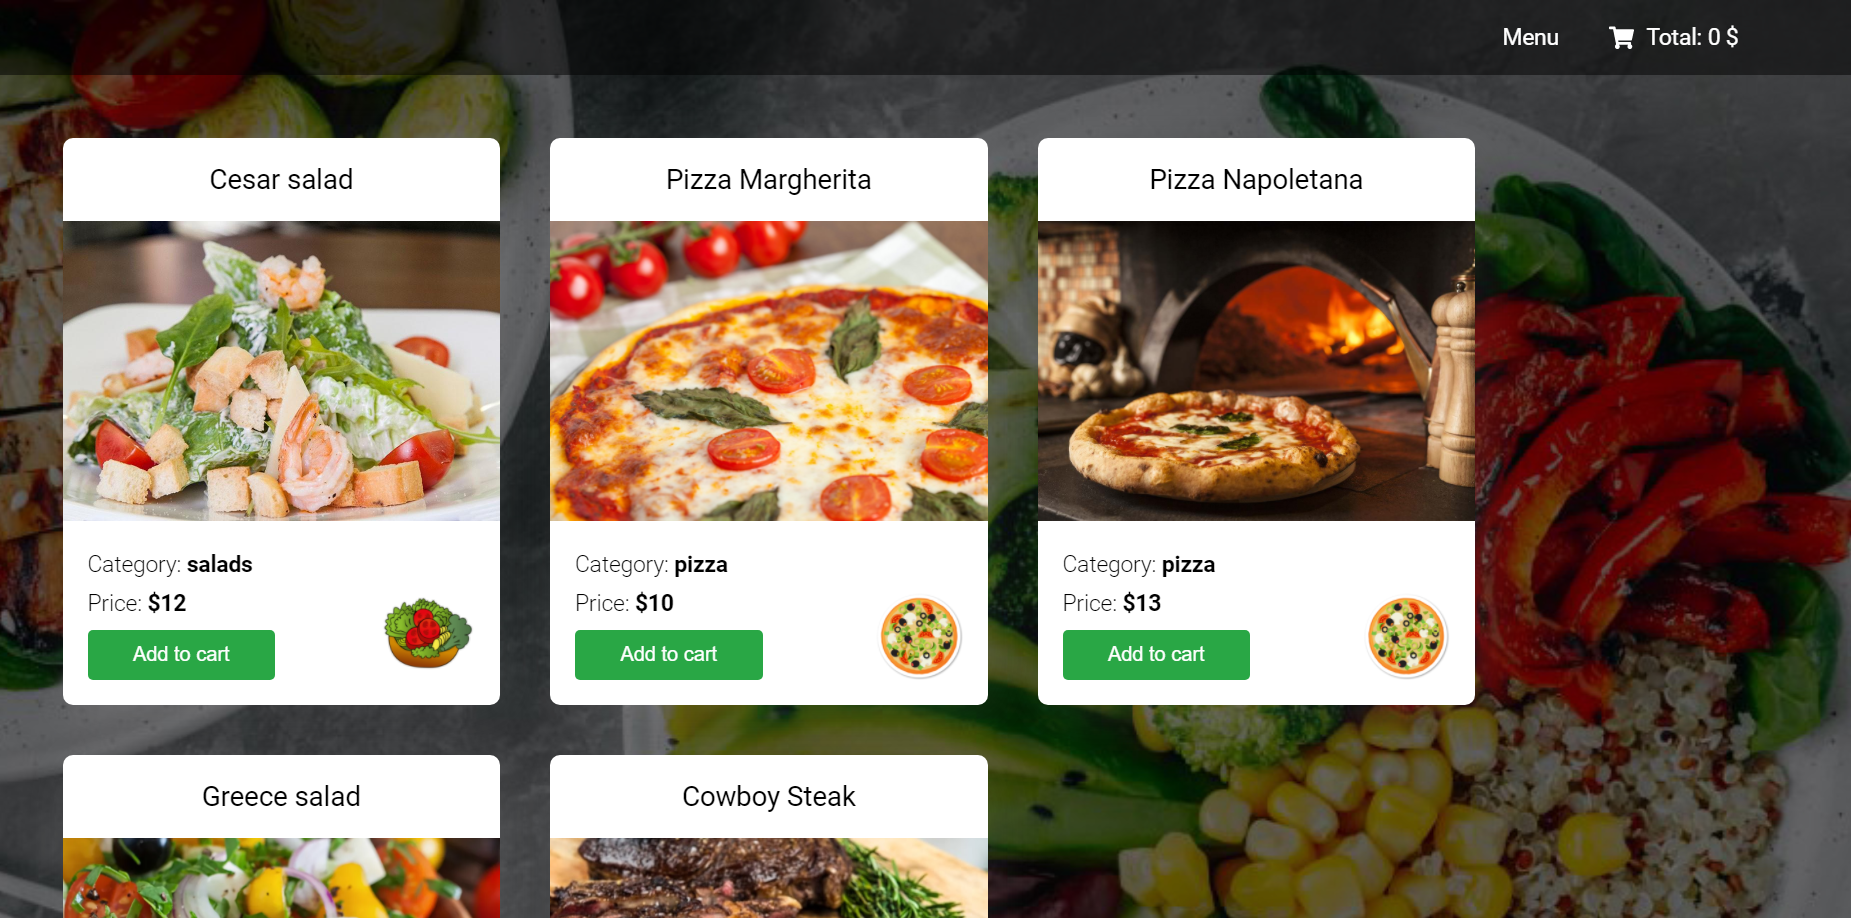 Menu
Total: 0 $
Cesar salad
Pizza Margherita
Pizza Napoletana
Category: salads
Price: $12
Add to cart
Category: pizza
Price: $10
Add to cart
Category: pizza
Price: $13
Add to cart
Greece salad
Cowboy Steak